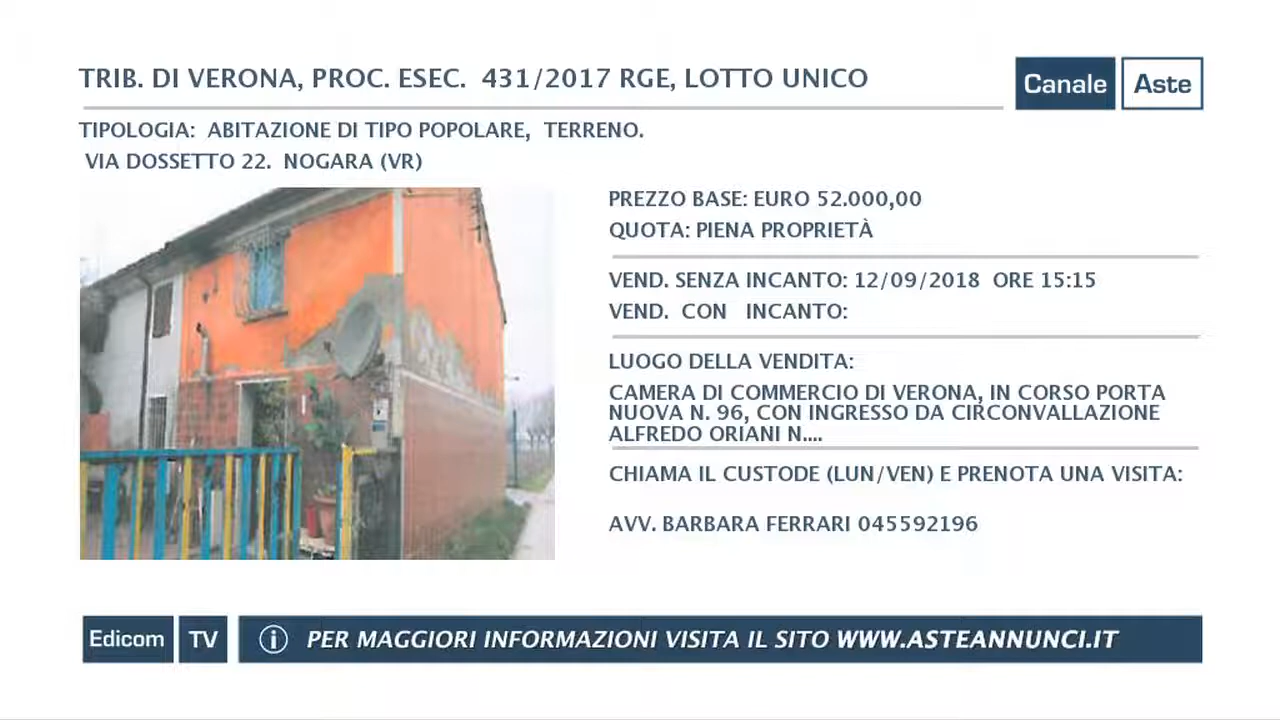 TRIB. DI VERONA, PROC. ESEC. 431/2017 RGE, LOTTO UNICO
Canale Aste
TIPOLOGIA: ABITAZIONE DI TIPO POPOLARE, TERRENO.
VIA DOSSETTO 22. NOGARA (VR)
PREZZO BASE: EURO 52.000,00
QUOTA: PIENA PROPRIETÀ
VEND. SENZA INCANTO: 12/09/2018 ORE 15:15
VEND. CON INCANTO:
LUOGO DELLA VENDITA:
CAMERA DI COMMERCIO DI VERONA, IN CORSO PORTA
NUOVA N. 96, CON INGRESSO DA CIRCONVALLAZIONE
ALFREDO ORIANI N....
CHIAMA IL CUSTODE (LUN/VEN) E PRENOTA UNA VISITA:
AVV. BARBARA FERRARI 045592196
Edicom TV
PER MAGGIORI INFORMAZIONI VISITA IL SITO WWW.ASTEANNUNCI.IT